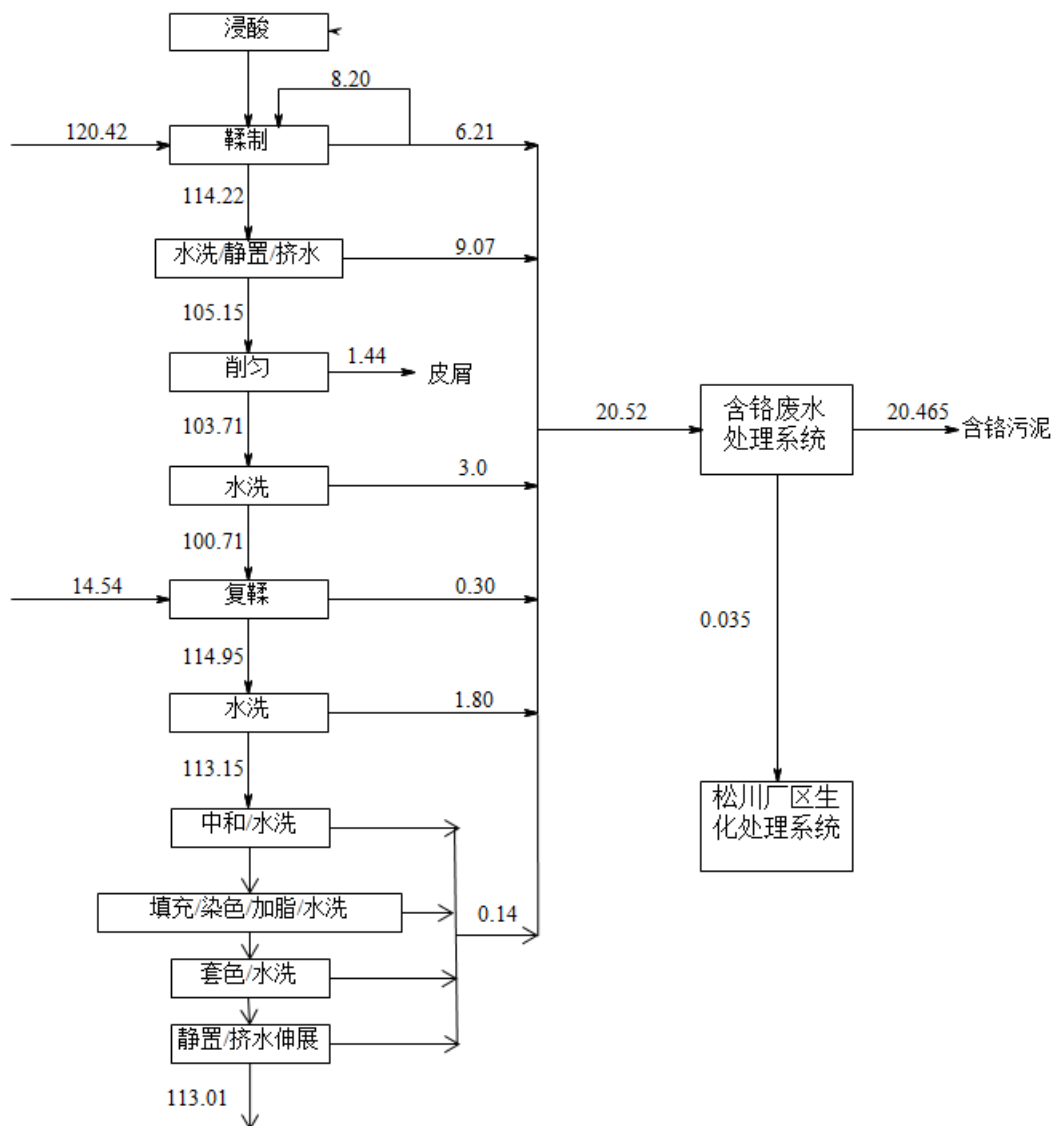 浸酸
8.20
120.42
鞣制
6.21
114.22
水洗/静置/挤水
9.07
105.15
削匀
1.44
皮屑
103.71
20.52
含铬废水
处理系统
20.465
含铬污泥
水洗
3.0
100.71
14.54
复鞣
0.30
0.035
114.95
水洗
1.80
113.15
松川厂区生
化处理系统
中和/水洗
填充/染色/加脂/水洗
0.14
套色/水洗
静置/挤水伸展
113.01